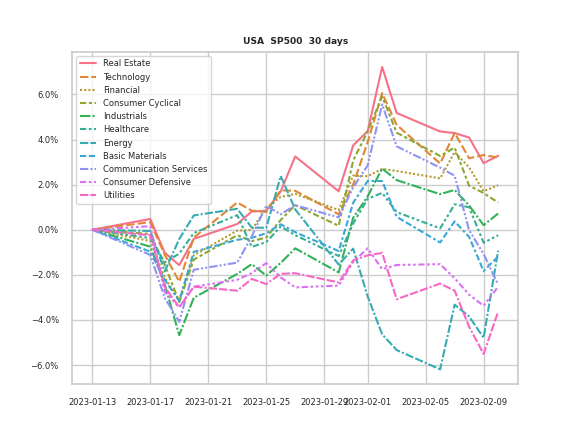 USA SP500 30 days
Real Estate
Technology
Financial
Consumer Cyclical
Industrials
Healthcare
Energy
Basic Materials
Communication Services
Consumer Defensive
Utilities
6.0%
4.0%
2.0%
0.0%
−2.0%
−4.0%
−6.0%
2023-01-13 2023-01-17 2023-01-21 2023-01-25 2023-01-29 2023-02-01 2023-02-05 2023-02-09